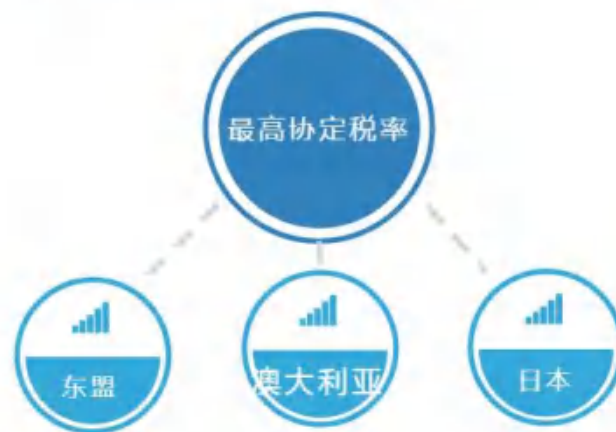 最高协定税率
东盟
澳大利亚
日本